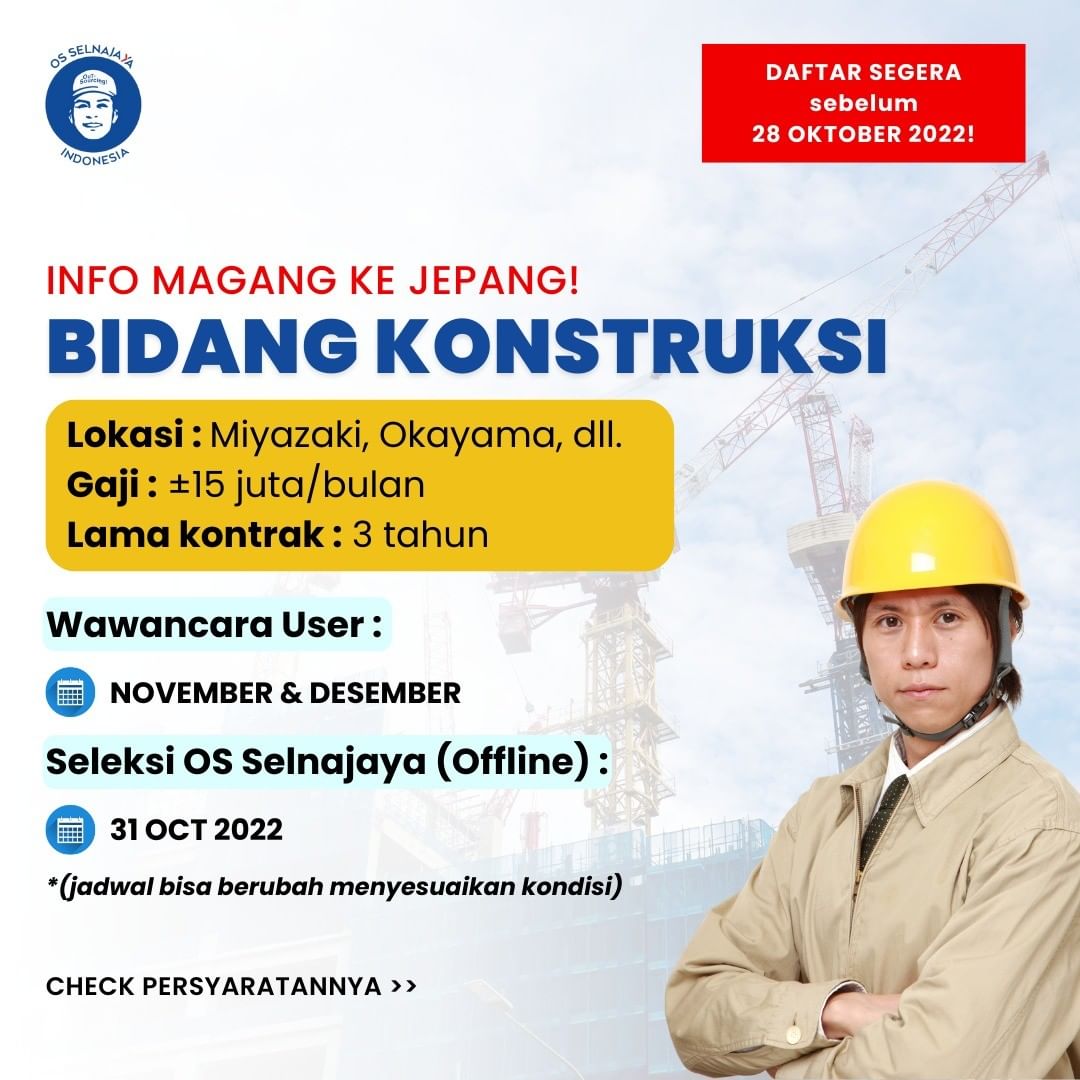 OS SELNAJAYA
OUT-
Sourcing!
INDONESIA
DAFTAR SEGERA
sebelum
28 OKTOBER 2022!
INFO MAGANG KE JEPANG!
BIDANG KONSTRUKSI
Lokasi : Miyazaki, Okayama, dll.
Gaji : ±15 juta/bulan
Lama kontrak : 3 tahun
Wawancara User :
NOVEMBER & DESEMBER
Seleksi OS Selnajaya (Offline) :
31 OCT 2022
*(jadwal bisa berubah menyesuaikan kondisi)
CHECK PERSYARATANNYA >>